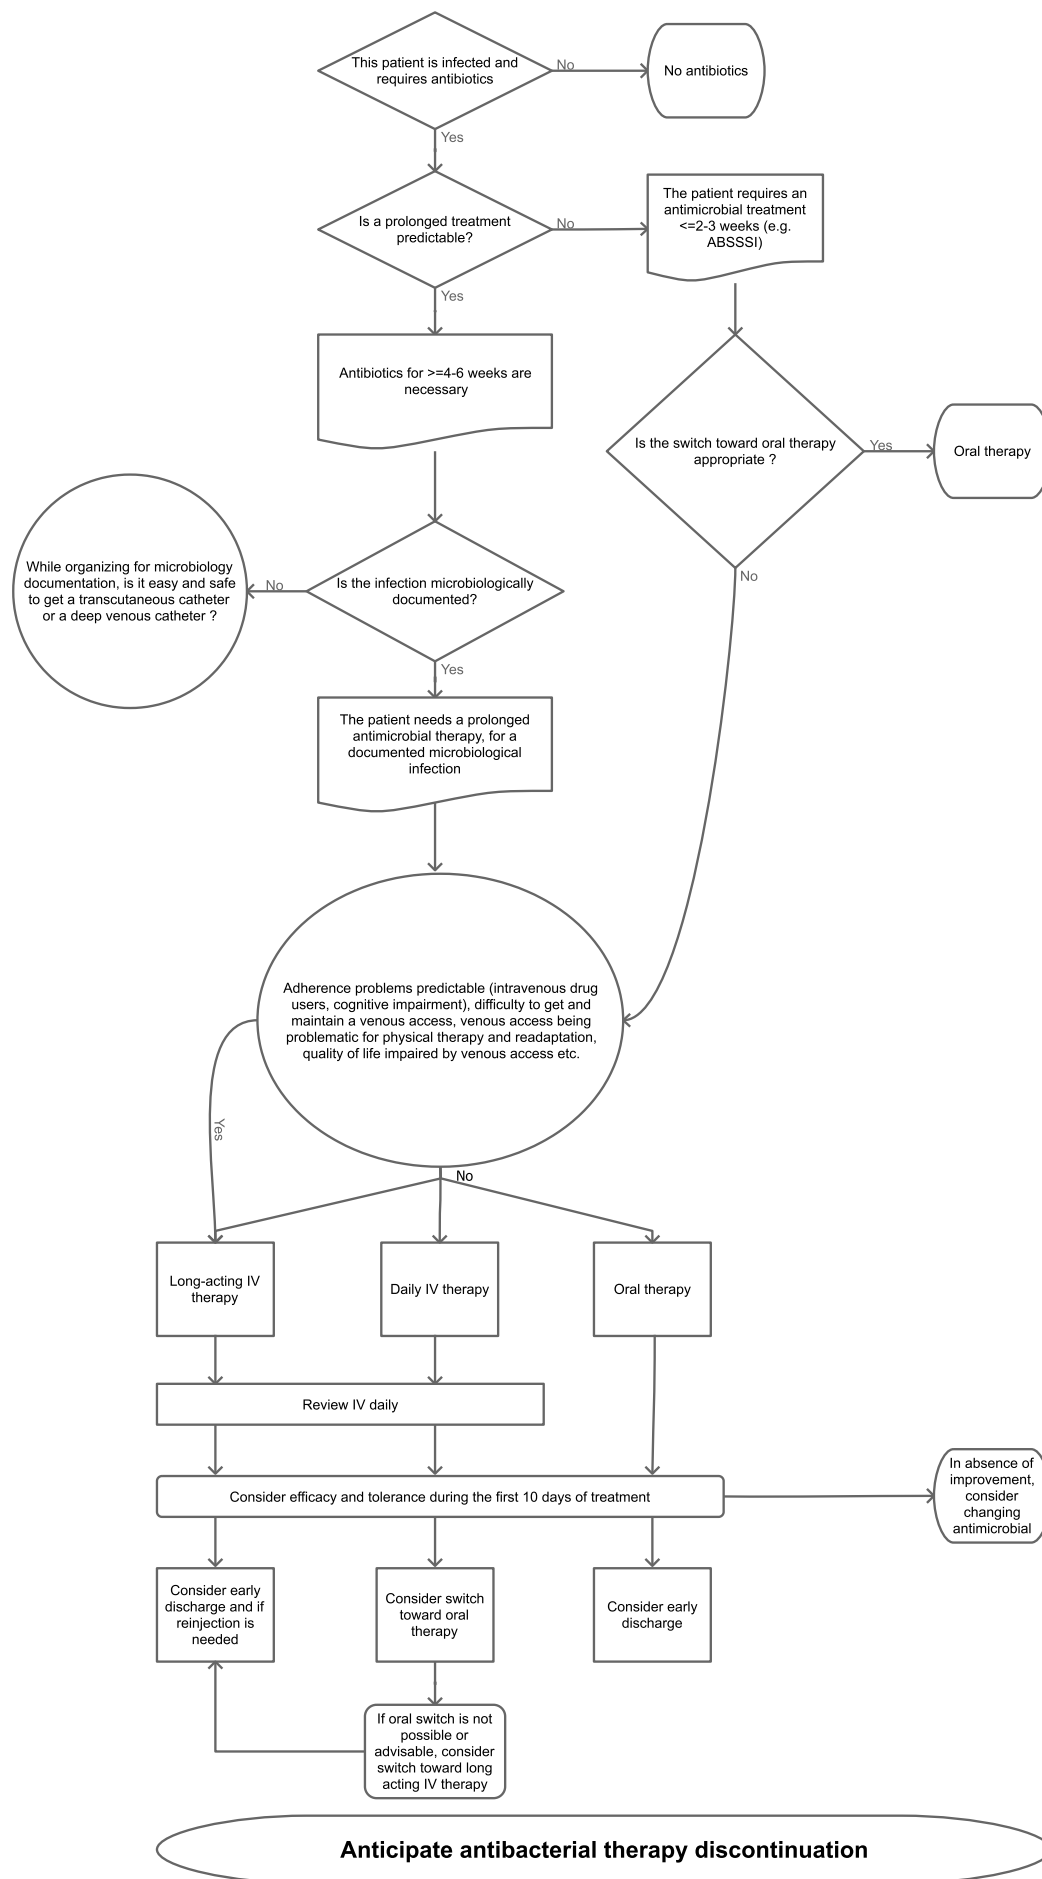 This patient is infected and
requires antibiotics
No
No antibiotics
Yes
Is a prolonged treatment
predictable?
No
The patient requires an
antimicrobial treatment
<=2-3 weeks (e.g.
ABSSSI)
Yes
Antibiotics for >=4-6 weeks are
necessary
Is the switch toward oral therapy
appropriate ?
Yes
Oral therapy
No
While organizing for microbiology
documentation, is it easy and safe
to get a transcutaneous catheter
or a deep venous catheter ?
No
Is the infection microbiologically
documented?
Yes
The patient needs a prolonged
antimicrobial therapy, for a
documented microbiological
infection
Adherence problems predictable (intravenous drug
users, cognitive impairment), difficulty to get and
maintain a venous access, venous access being
problematic for physical therapy and readaptation,
quality of life impaired by venous access etc.
Yes
No
Long-acting IV
therapy
Daily IV therapy
Oral therapy
Review IV daily
Consider efficacy and tolerance during the first 10 days of treatment
In absence of
improvement,
consider
changing
antimicrobial
Consider early
discharge and if
reinjection is
needed
Consider switch
toward oral
therapy
Consider early
discharge
If oral switch is not
possible or
advisable, consider
switch toward long
acting IV therapy
Anticipate antibacterial therapy discontinuation